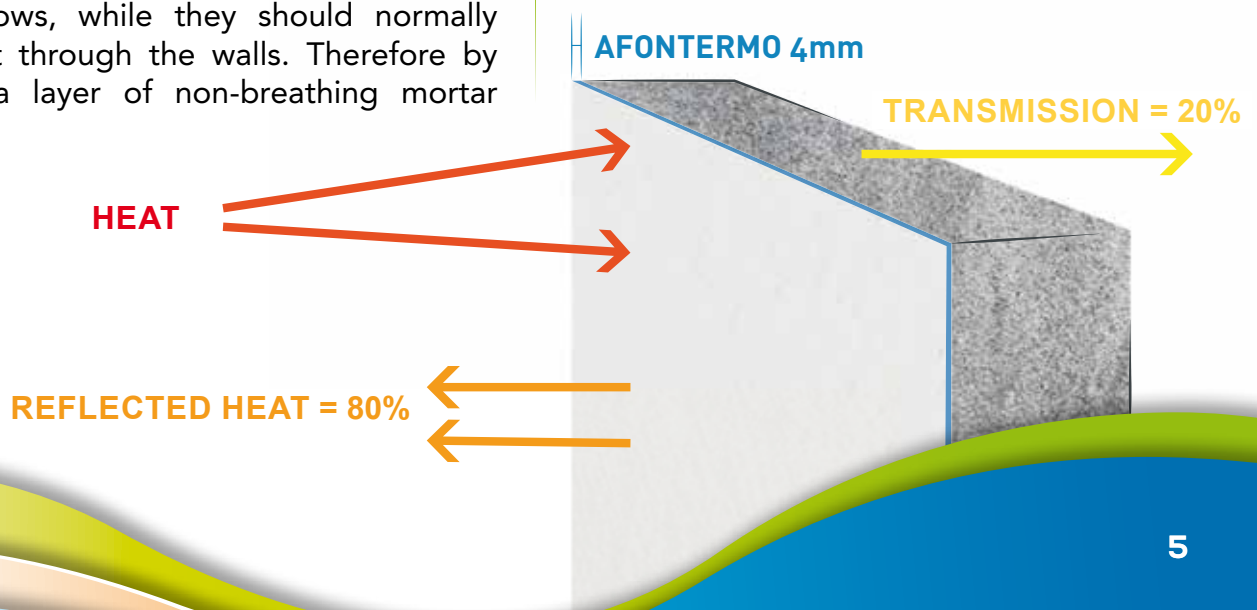 while they should normally
through the walls. Therefore by
a layer of non-breathing mortar
AFONTERMO 4mm
TRANSMISSION = 20%
HEAT
REFLECTED HEAT = 80%
5